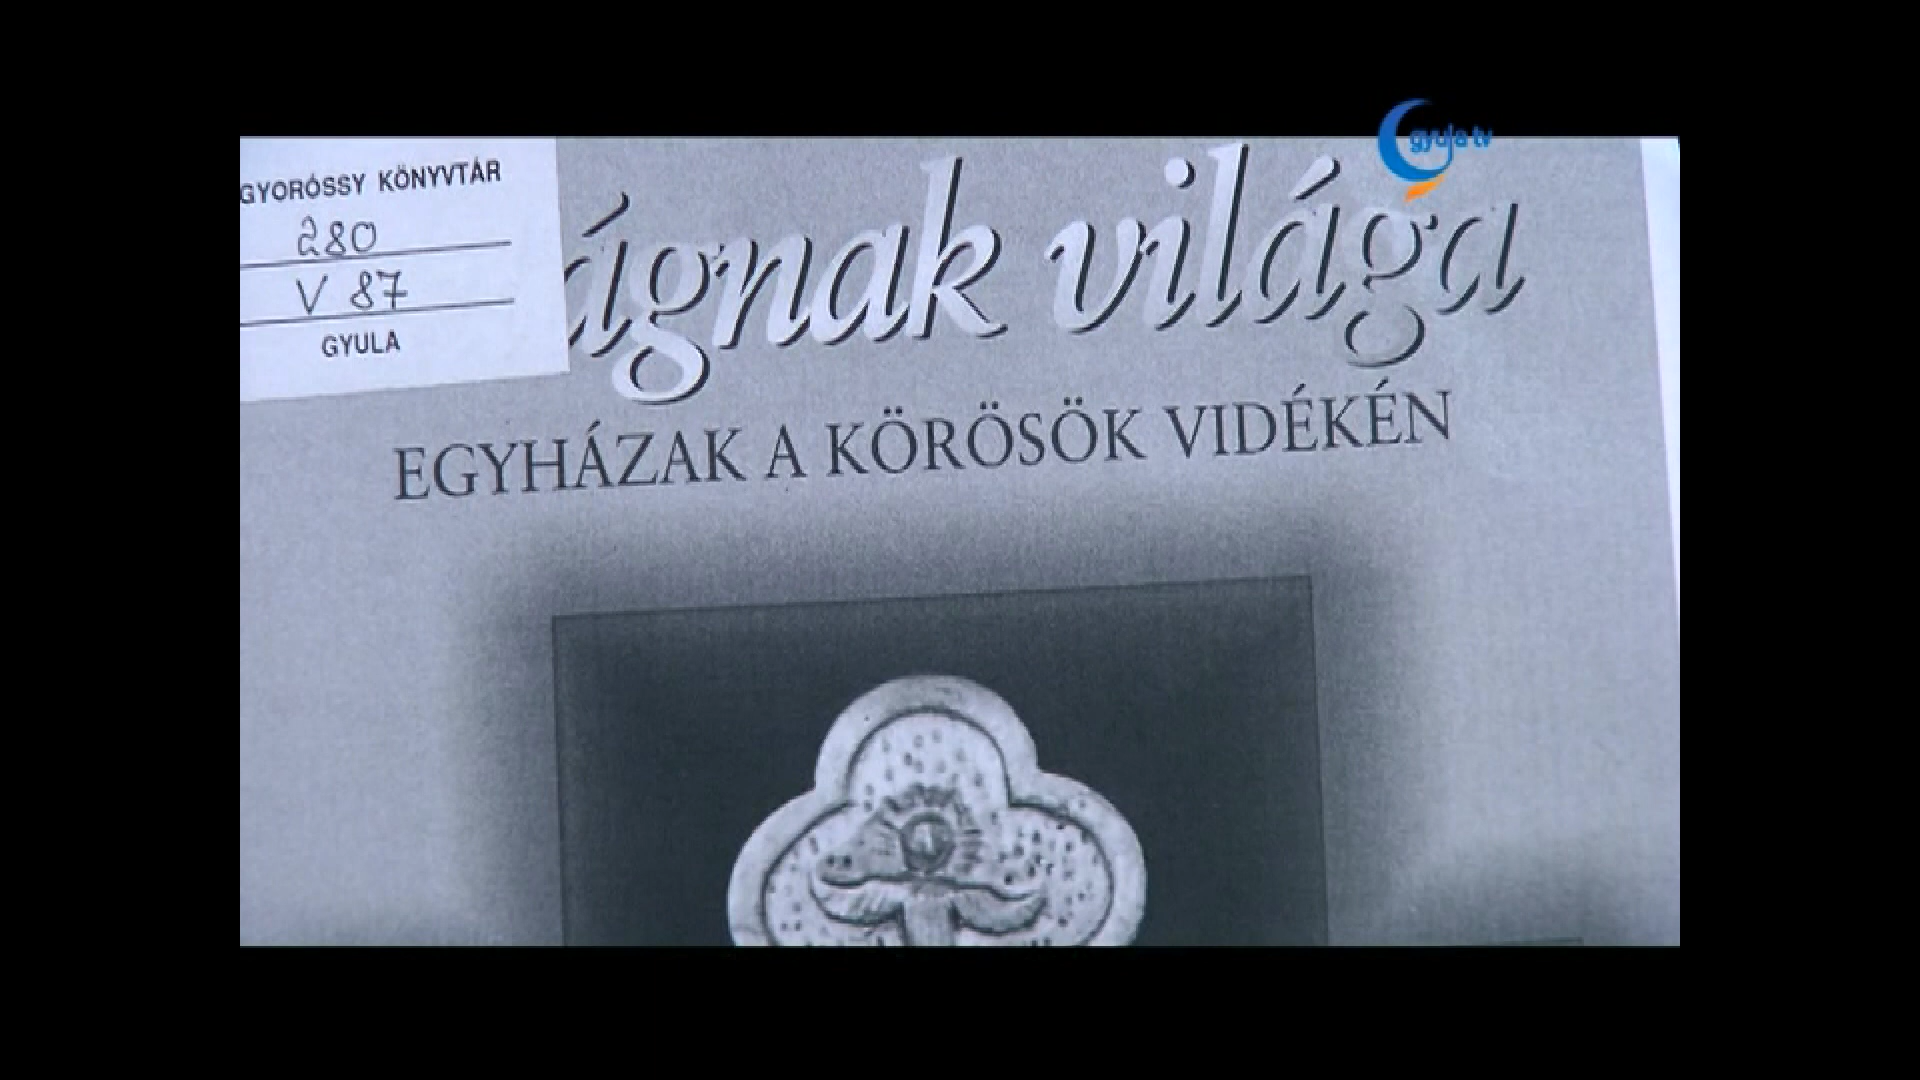 gyula tv
GYORÓSSY KÖNYVTÁR
280
V 87
GYULA
ágnak világa
EGYHÁZAK A KÖRÖSÖK VIDÉKÉN